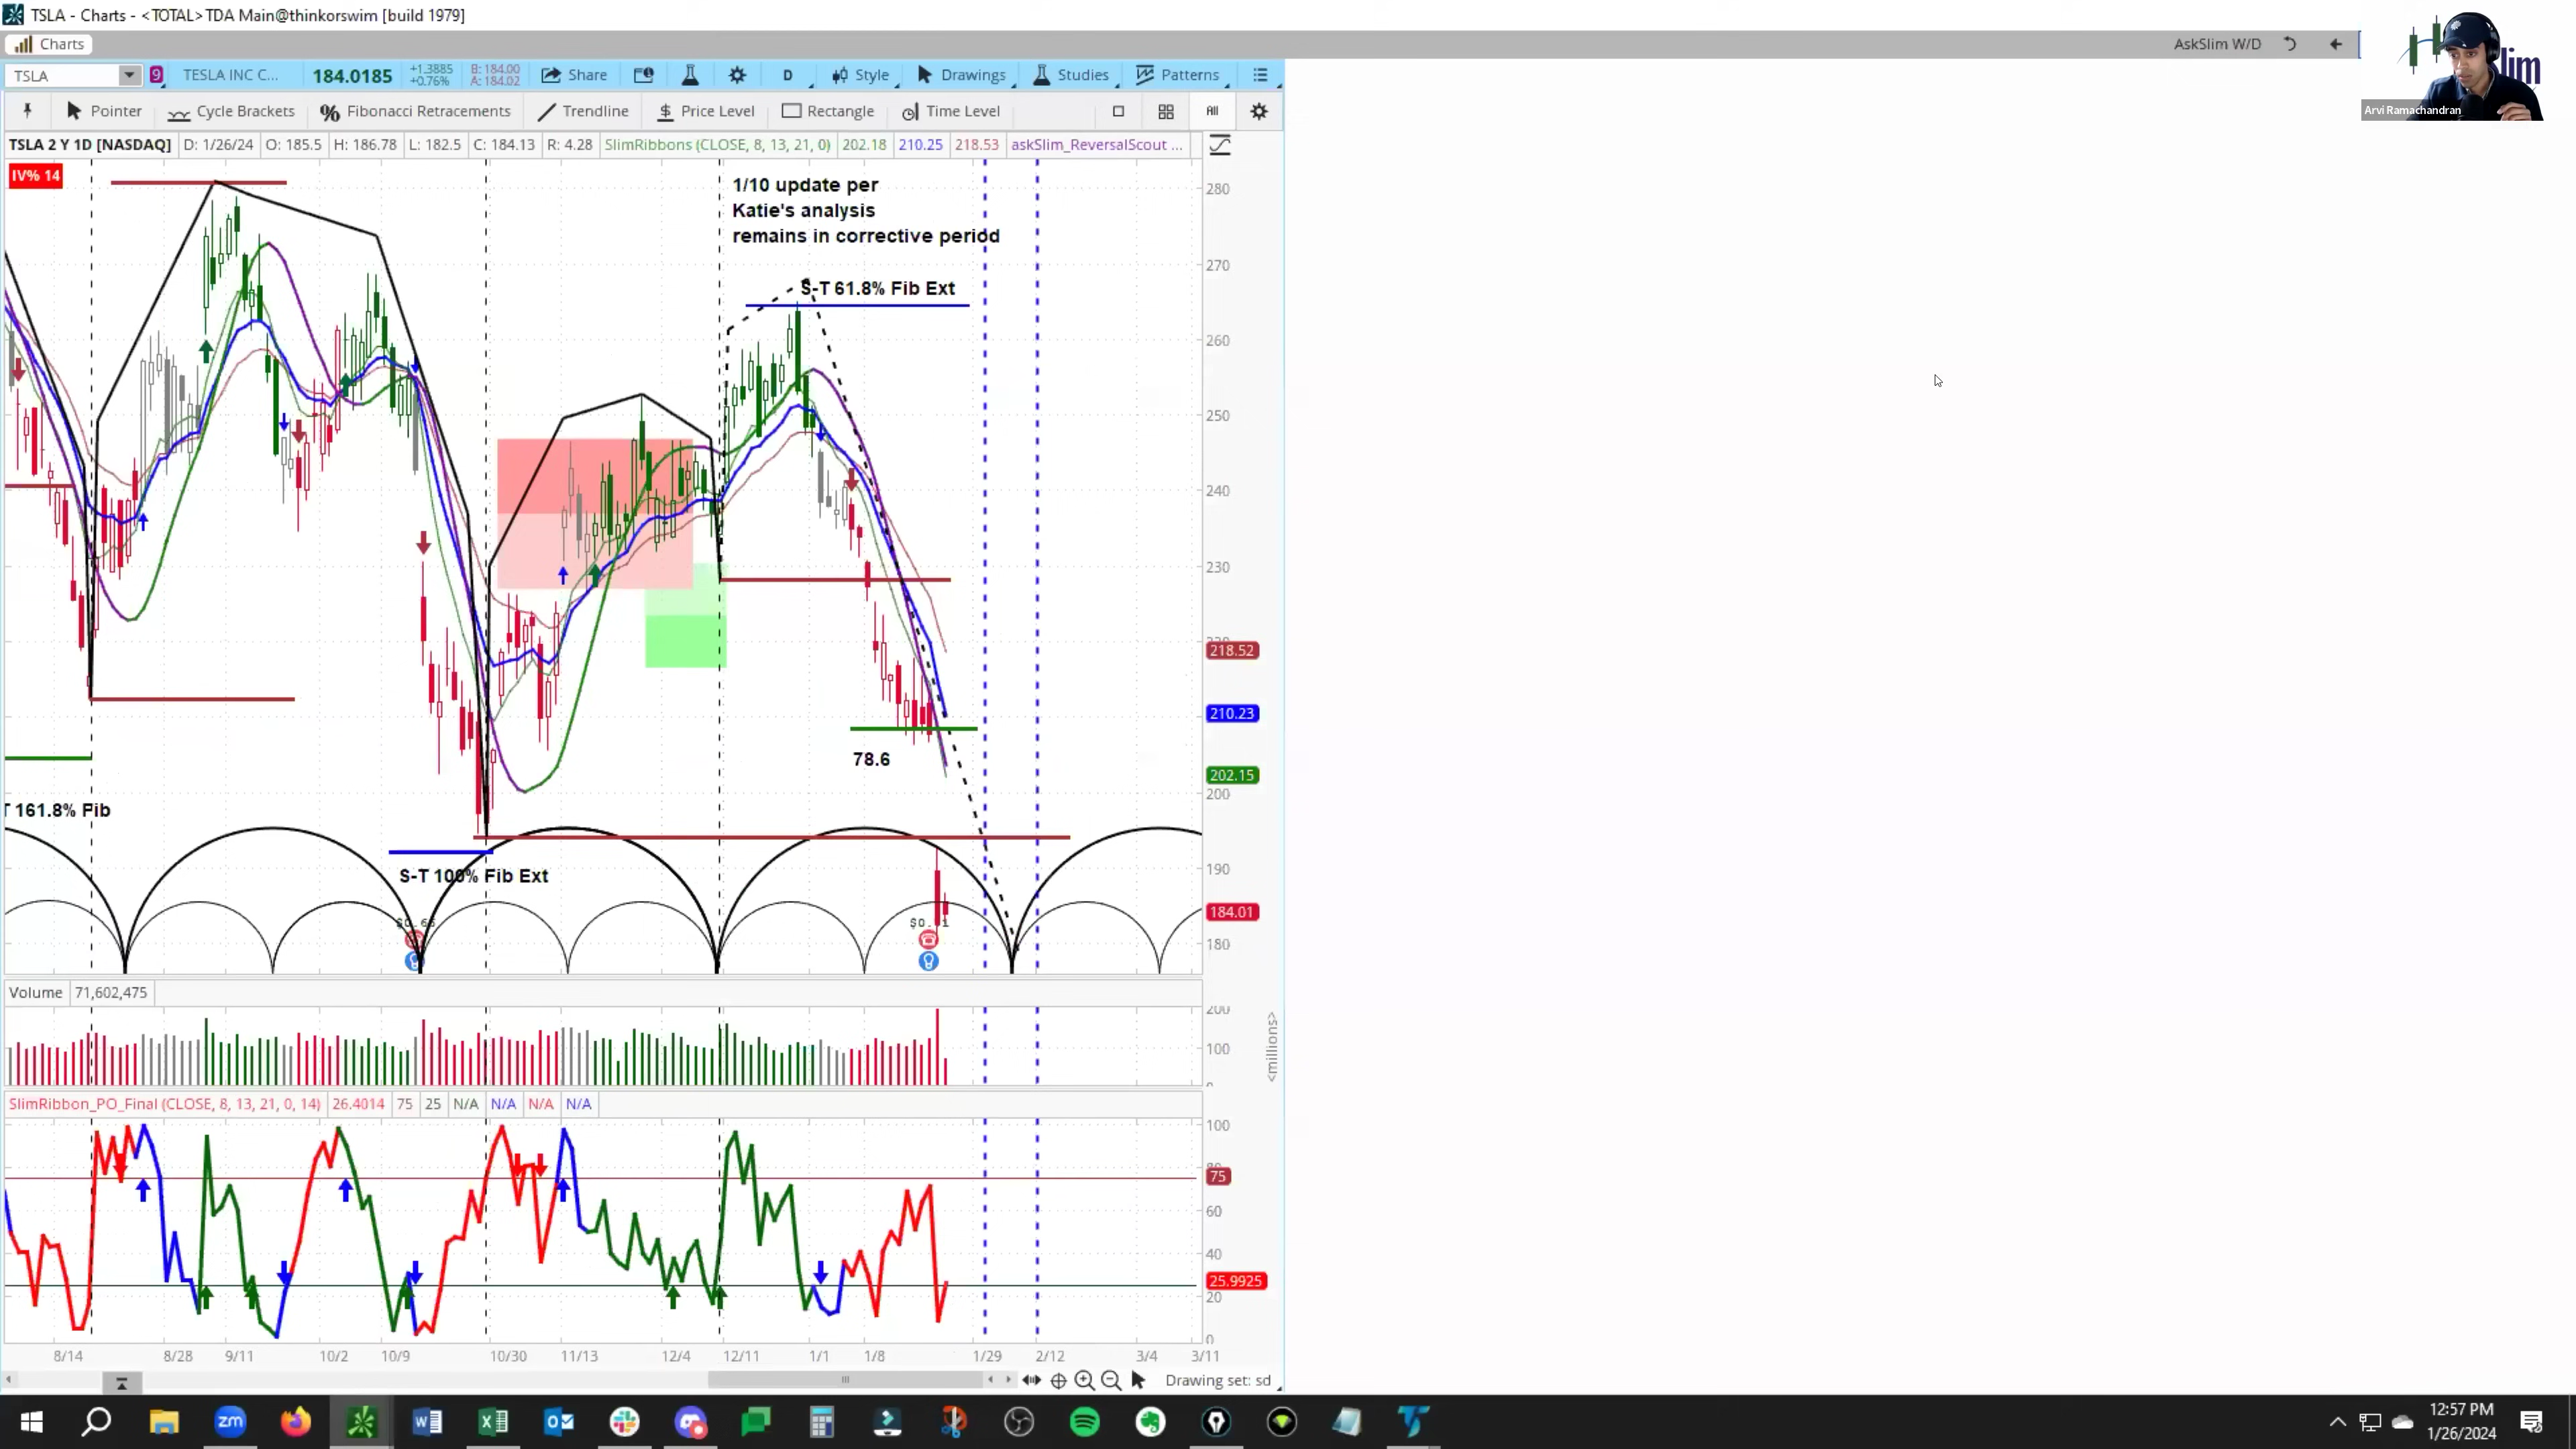 TSLA - Charts - <TOTAL> TDA Main@thinkorswim [build 1979]
Charts
AskSlim W/D
lim
Arvi Ramachandran
TSLA 9 TESLA INC C... 184.0185 +1.3885 +0.76% B: 184.00 A: 184.02 Share D Style Drawings Studies Patterns
Pointer Cycle Brackets % Fibonacci Retracements Trendline $ Price Level Rectangle Time Level All
TSLA 2 Y 1D [NASDAQ] D: 1/26/24 O: 185.5 H: 186.78 L: 182.5 C: 184.13 R: 4.28 SlimRibbons (CLOSE, 8, 13, 21, 0) 202.18 210.25 218.53 askSlim_ReversalScout ...
IV% 14
1/10 update per
Katie's analysis
remains in corrective period
S-T 61.8% Fib Ext
280
270
260
250
240
230
218.52
210.23
78.6
202.15
200
T 161.8% Fib
S-T 100% Fib Ext
190
184.01
180
Volume 71,602,475
200
100
<millions>
SlimRibbon_PO_Final (CLOSE, 8, 13, 21, 0, 14) 26.4014 75 25 N/A N/A N/A N/A
100
75
60
40
25.9925
20
0
8/14 8/28 9/11 10/2 10/9 10/30 11/13 12/4 12/11 1/1 1/8 1/29 2/12 3/4 3/11
Drawing set: sd
zm
12:57 PM
1/26/2024